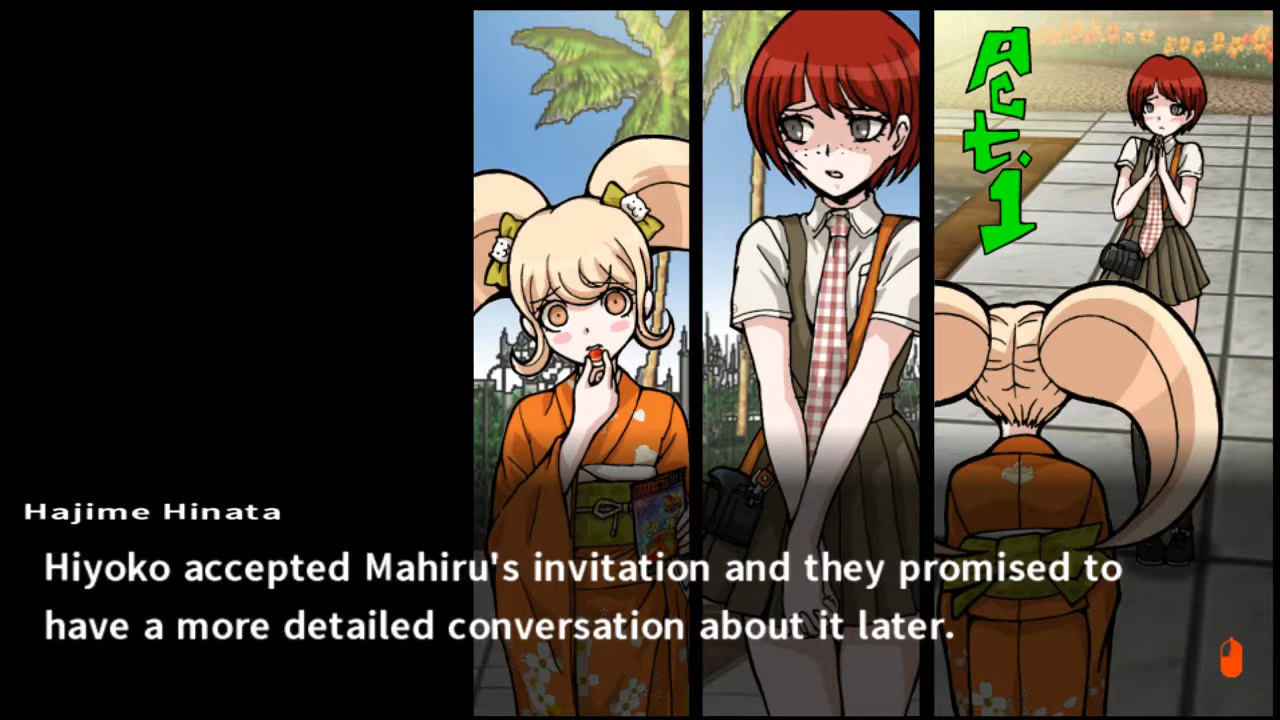 Act.1
Hajime Hinata
Hiyoko accepted Mahiru's invitation and they promised to
have a more detailed conversation about it later.